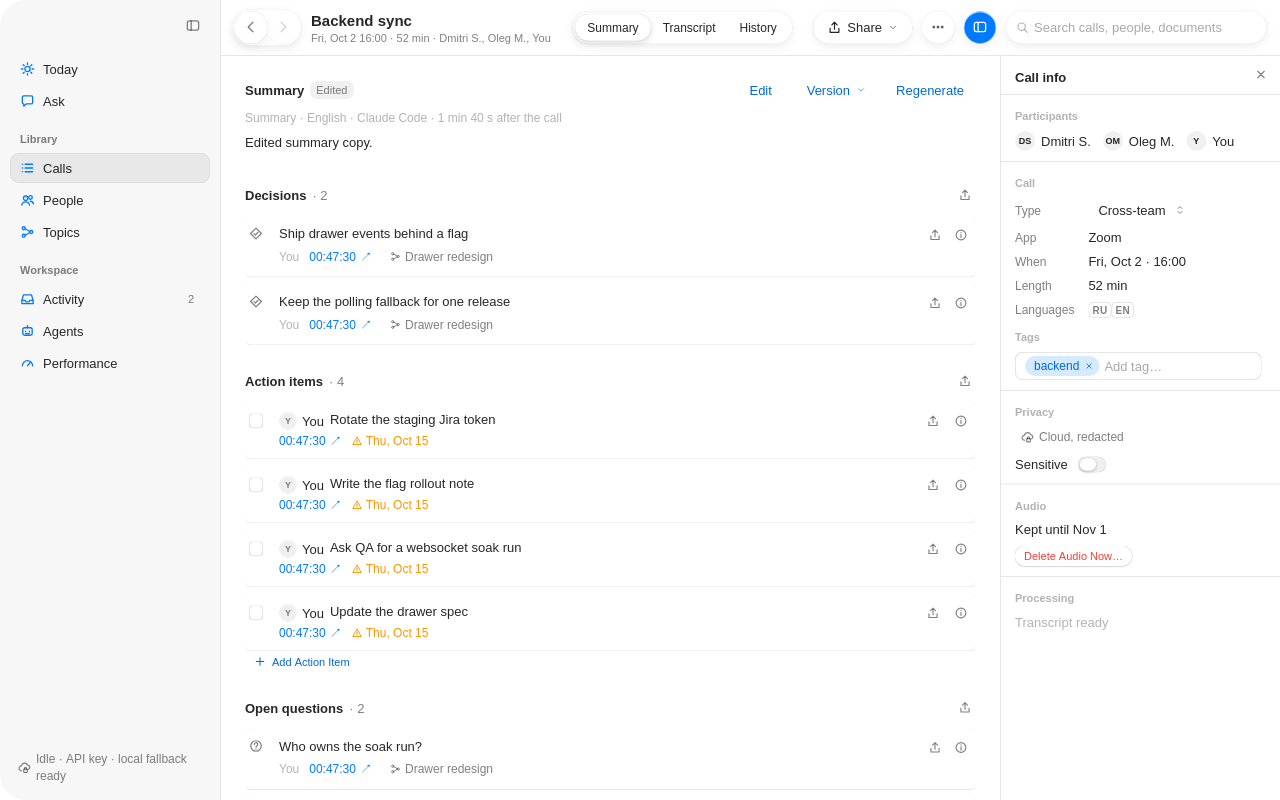 Today
Ask
Library
Calls
People
Topics
Workspace
Activity 2
Agents
Performance
Idle · API key · local fallback
ready
Backend sync
Fri, Oct 2 16:00 · 52 min · Dmitri S., Oleg M., You
Summary Transcript History
Share
Search calls, people, documents
Summary Edited
Edit Version Regenerate
Summary · English · Claude Code · 1 min 40 s after the call
Edited summary copy.
Decisions · 2
Ship drawer events behind a flag
You 00:47:30 Drawer redesign
Keep the polling fallback for one release
You 00:47:30 Drawer redesign
Action items · 4
Y You Rotate the staging Jira token
00:47:30 Thu, Oct 15
Y You Write the flag rollout note
00:47:30 Thu, Oct 15
Y You Ask QA for a websocket soak run
00:47:30 Thu, Oct 15
Y You Update the drawer spec
00:47:30 Thu, Oct 15
Add Action Item
Open questions · 2
Who owns the soak run?
You 00:47:30 Drawer redesign
Call info
Participants
DS Dmitri S. OM Oleg M. Y You
Call
Type Cross-team
App Zoom
When Fri, Oct 2 · 16:00
Length 52 min
Languages RU EN
Tags
backend × Add tag…
Privacy
Cloud, redacted
Sensitive
Audio
Kept until Nov 1
Delete Audio Now…
Processing
Transcript ready